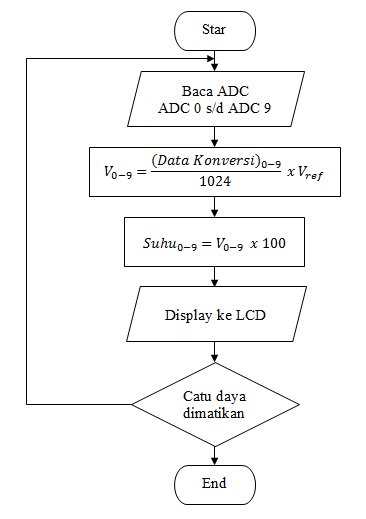 Star
Baca ADC
ADC 0 s/d ADC 9
V₀₋₉ = (Data Konversi)₀₋₉ / 1024 x Vref
Suhu₀₋₉ = V₀₋₉ x 100
Display ke LCD
Catu daya
dimatikan
End